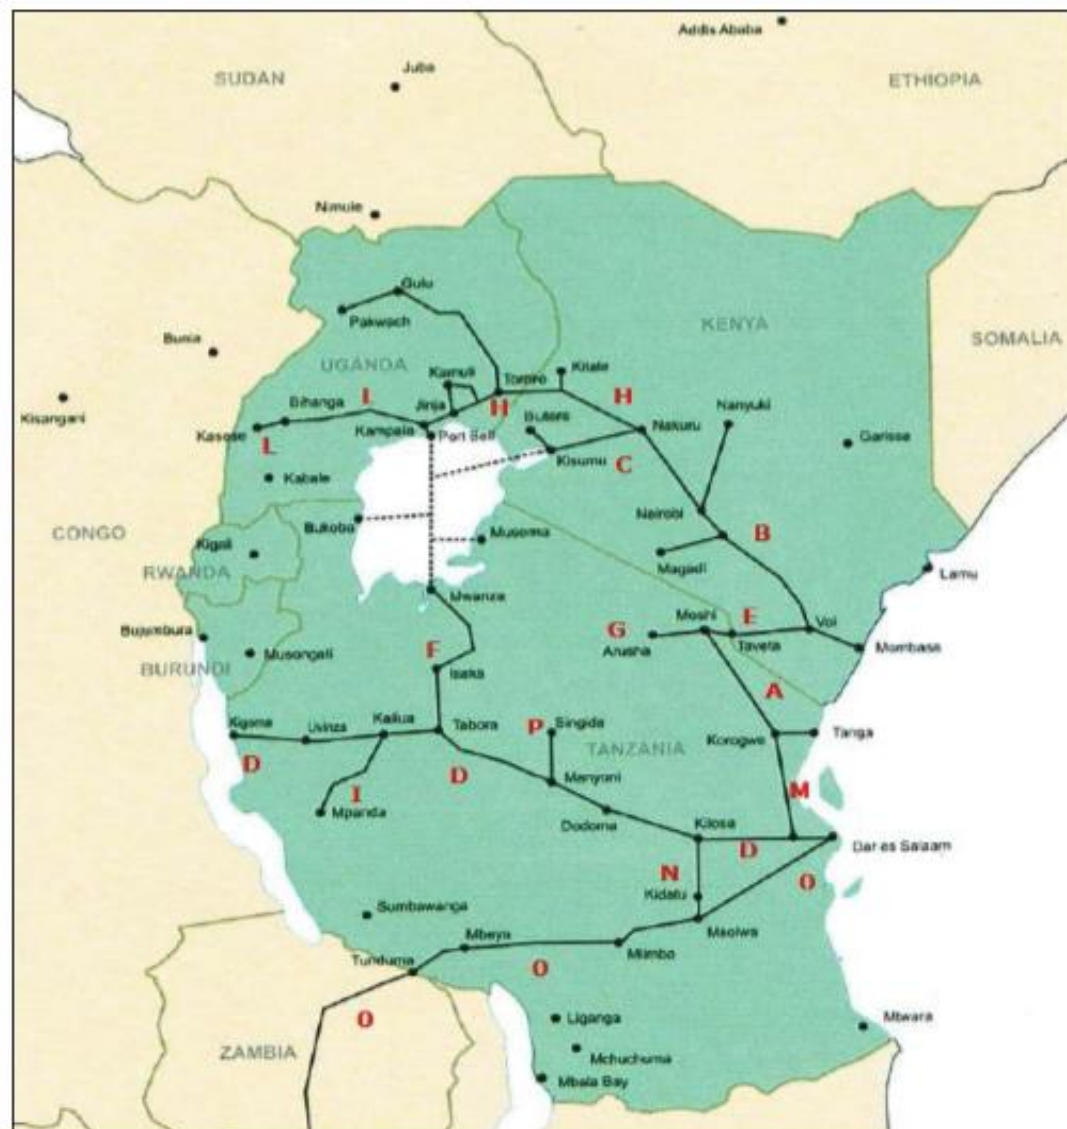 Addis Ababa
Juba
SUDAN
ETHIOPIA
Nimule
Gulu
Pakwach
KENYA
Bunia
SOMALIA
UGANDA
Kamuli
Tororo
Kitale
Kisangani
L
H
H
Bihanga
Jinja
Butere
Nanyuki
Kasese
Kampala
Port Bell
Nakuru
Garissa
L
Kisumu
C
Kabale
Nairobi
Bukoba
CONGO
Musoma
B
Kigali
Magadi
RWANDA
Lamu
Mwanza
Moshi
E
Voi
Bujumbura
G
Arusha
Taveta
Mombasa
Musongati
F
BURUNDI
Isaka
A
Kigoma
Uvinza
Kaliua
Tabora
P
Singida
Korogwe
Tanga
TANZANIA
D
D
I
Manyoni
M
Mpanda
Dodoma
Kilosa
D
Dar es Salaam
N
O
Kidatu
Sumbawanga
Msolwa
Mbeya
Mlimba
Tunduma
O
O
Liganga
Mtwara
ZAMBIA
Mchuchuma
Mbala Bay